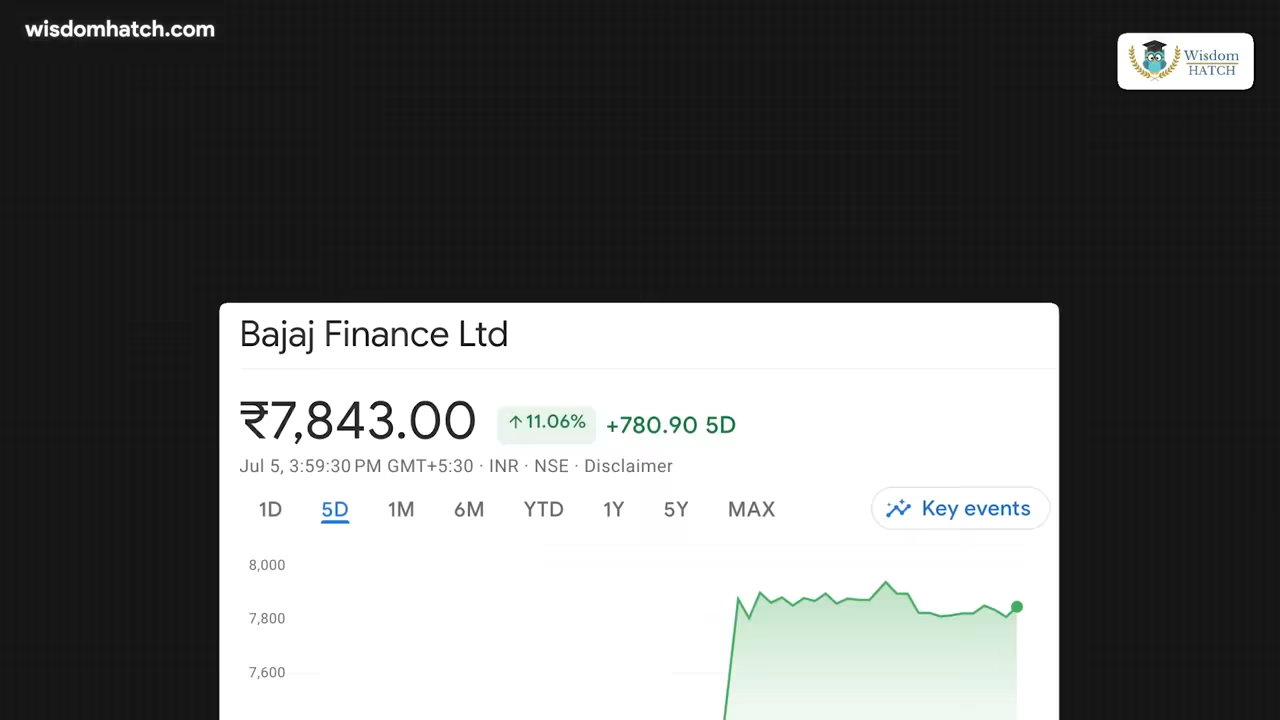 wisdomhatch.com
Wisdom
HATCH
Bajaj Finance Ltd
₹7,843.00 ↑11.06% +780.90 5D
Jul 5, 3:59:30 PM GMT+5:30 · INR · NSE · Disclaimer
1D 5D 1M 6M YTD 1Y 5Y MAX Key events
8,000
7,800
7,600